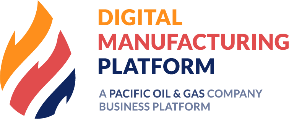 DIGITAL
MANUFACTURING
PLATFORM
A PACIFIC OIL & GAS COMPANY
BUSINESS PLATFORM